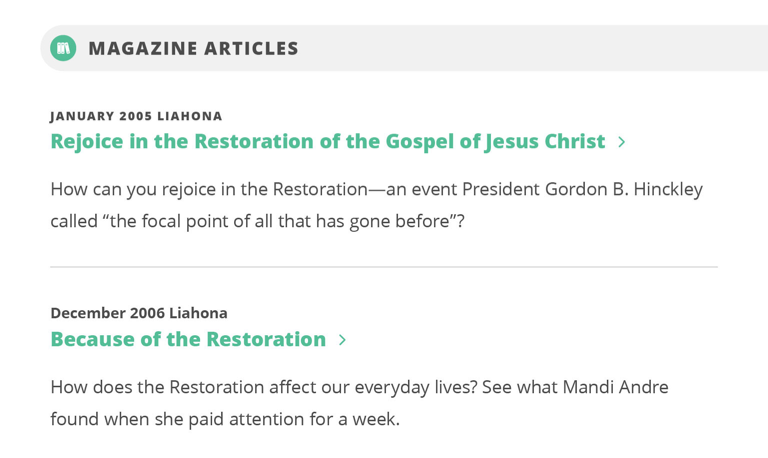 MAGAZINE ARTICLES
JANUARY 2005 LIAHONA
Rejoice in the Restoration of the Gospel of Jesus Christ
How can you rejoice in the Restoration—an event President Gordon B. Hinckley
called “the focal point of all that has gone before”?
December 2006 Liahona
Because of the Restoration
How does the Restoration affect our everyday lives? See what Mandi Andre
found when she paid attention for a week.